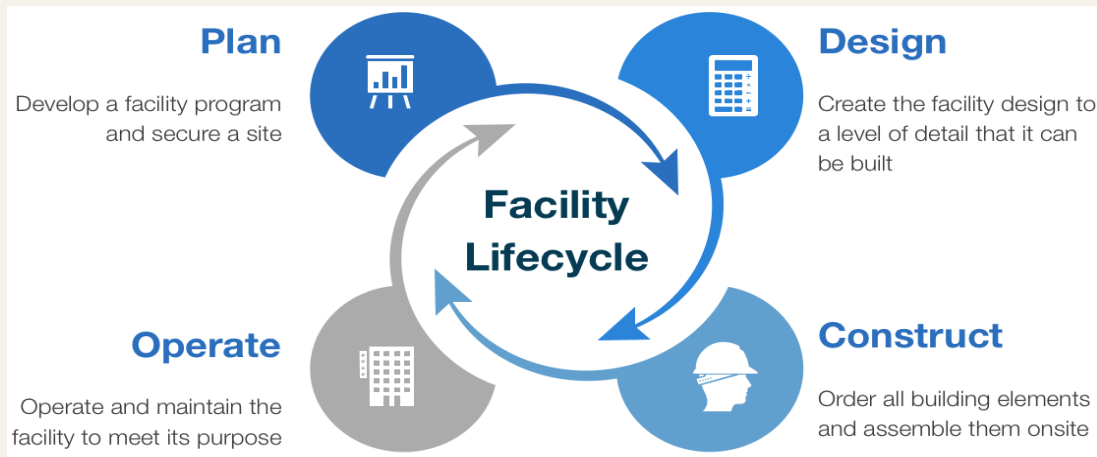 Plan
Develop a facility program
and secure a site
Design
Create the facility design to
a level of detail that it can
be built
Facility
Lifecycle
Operate
Operate and maintain the
facility to meet its purpose
Construct
Order all building elements
and assemble them onsite